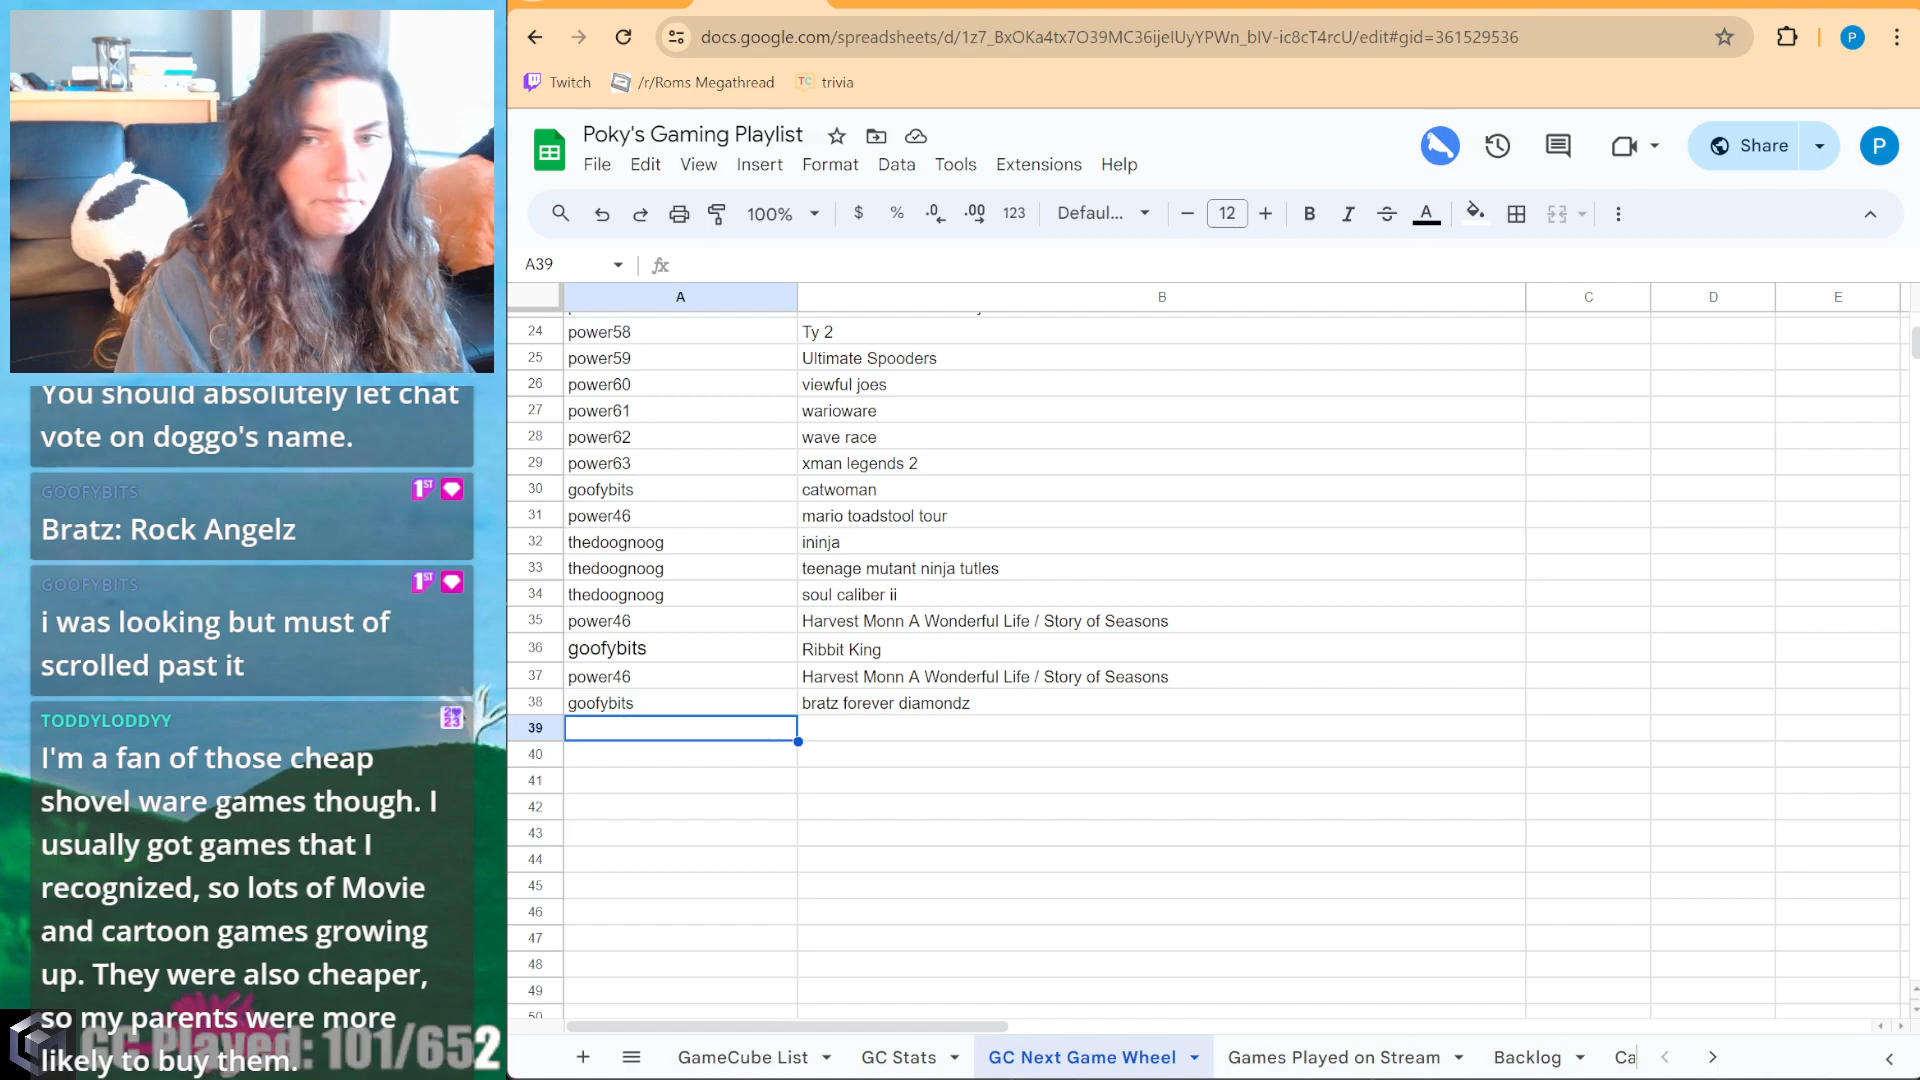 You should absolutely let chat
vote on doggo's name.
GOOFYBITS
1ST
Bratz: Rock Angelz
GOOFYBITS
1ST
i was looking but must of
scrolled past it
TODDYLODDYY
I'm a fan of those cheap
shovel ware games though. I
usually got games that I
recognized, so lots of Movie
and cartoon games growing
up. They were also cheaper,
so my parents were more
likely to buy them.
GC Played: 101/652
docs.google.com/spreadsheets/d/1z7_BxOKa4tx7O39MC36ijeIUyYPWn_bIV-ic8cT4rcU/edit#gid=361529536
P
Twitch
/r/Roms Megathread
TC trivia
Poky's Gaming Playlist
File Edit View Insert Format Data Tools Extensions Help
Share
P
100% $ % .0 .00 123 Defaul... 12 B I A
A39 fx
A B C D E
24 power58 Ty 2
25 power59 Ultimate Spooders
26 power60 viewful joes
27 power61 warioware
28 power62 wave race
29 power63 xman legends 2
30 goofybits catwoman
31 power46 mario toadstool tour
32 thedoognoog ininja
33 thedoognoog teenage mutant ninja tutles
34 thedoognoog soul caliber ii
35 power46 Harvest Monn A Wonderful Life / Story of Seasons
36 goofybits Ribbit King
37 power46 Harvest Monn A Wonderful Life / Story of Seasons
38 goofybits bratz forever diamondz
39
40
41
42
43
44
45
46
47
48
49
50
GameCube List GC Stats GC Next Game Wheel Games Played on Stream Backlog Ca